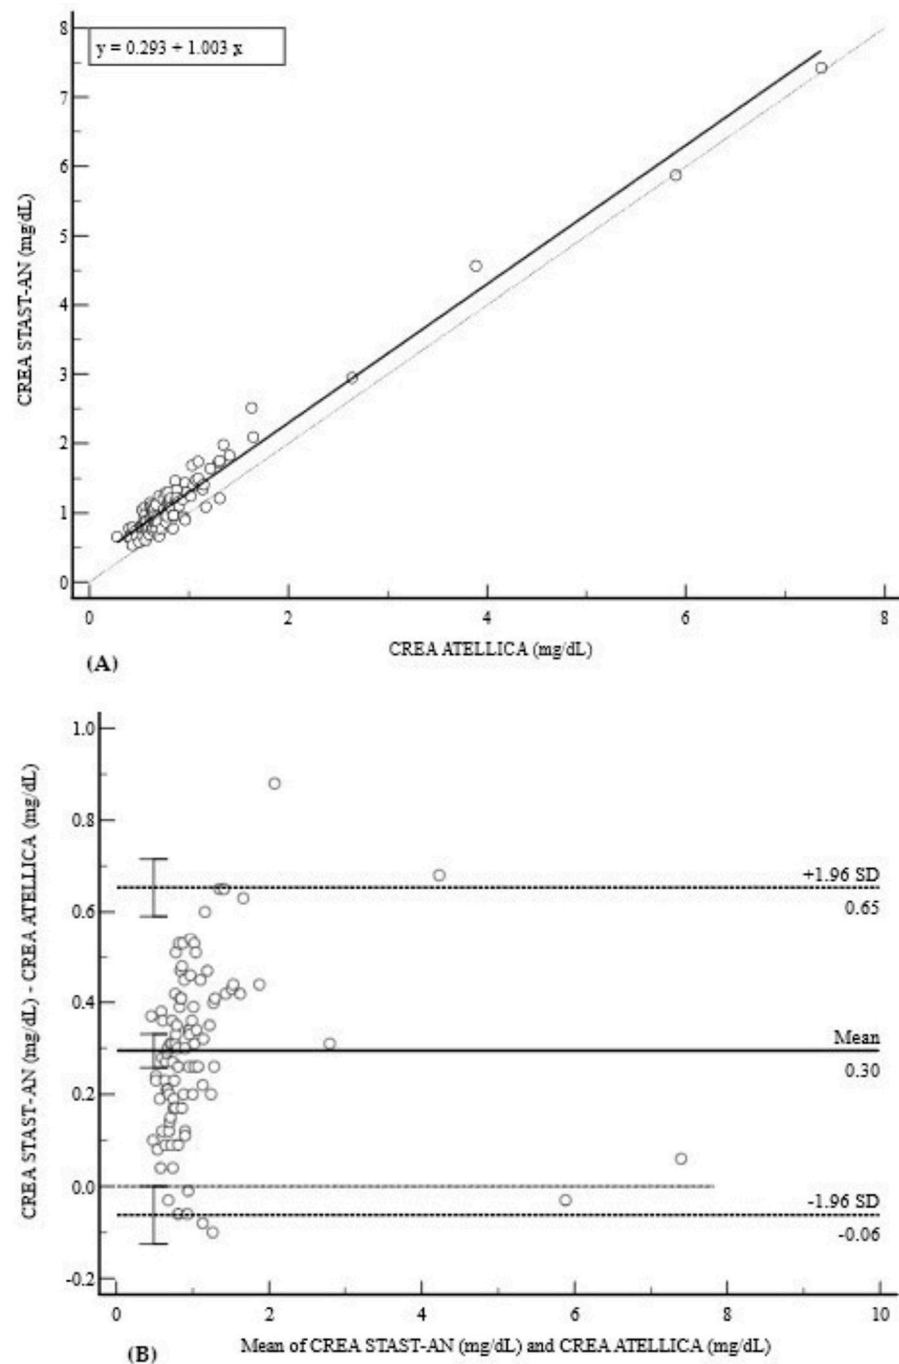 8
y = 0.293 + 1.003 x
7
6
5
4
3
2
1
0
CREA STAST-AN (mg/dL)
0 2 4 6 8
CREA ATELLICA (mg/dL)
(A)
1.0
0.8
0.6
0.4
0.2
0.0
-0.2
CREA STAST-AN (mg/dL) - CREA ATELLICA (mg/dL)
+1.96 SD
0.65
Mean
0.30
-1.96 SD
-0.06
0 2 4 6 8 10
Mean of CREA STAST-AN (mg/dL) and CREA ATELLICA (mg/dL)
(B)